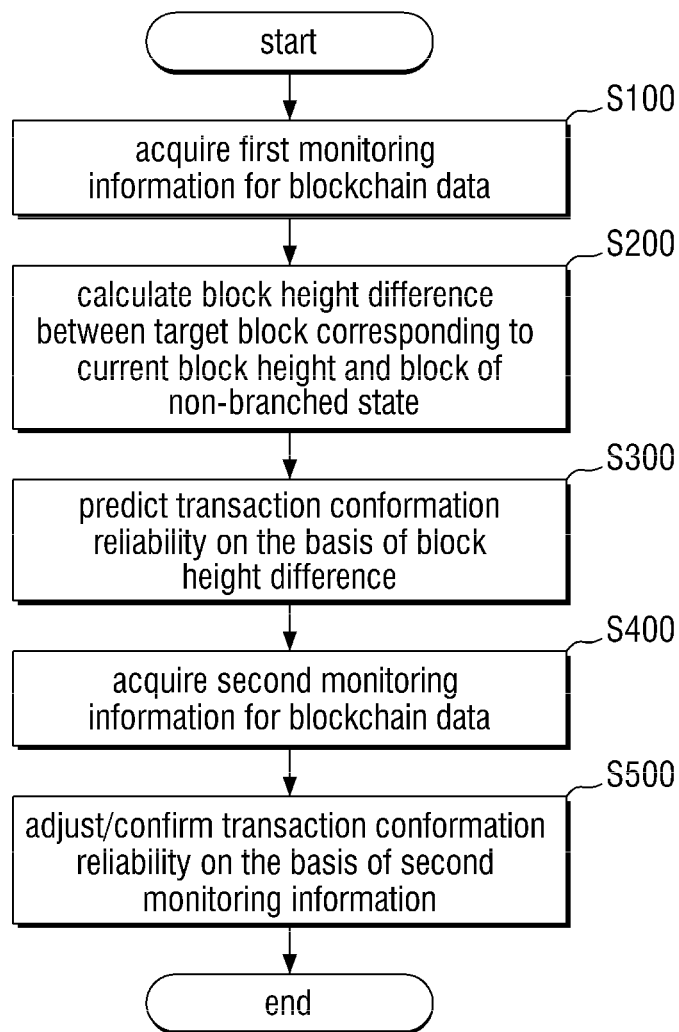 start
S100
acquire first monitoring
information for blockchain data
S200
calculate block height difference
between target block corresponding to
current block height and block of
non-branched state
S300
predict transaction conformation
reliability on the basis of block
height difference
S400
acquire second monitoring
information for blockchain data
S500
adjust/confirm transaction conformation
reliability on the basis of second
monitoring information
end